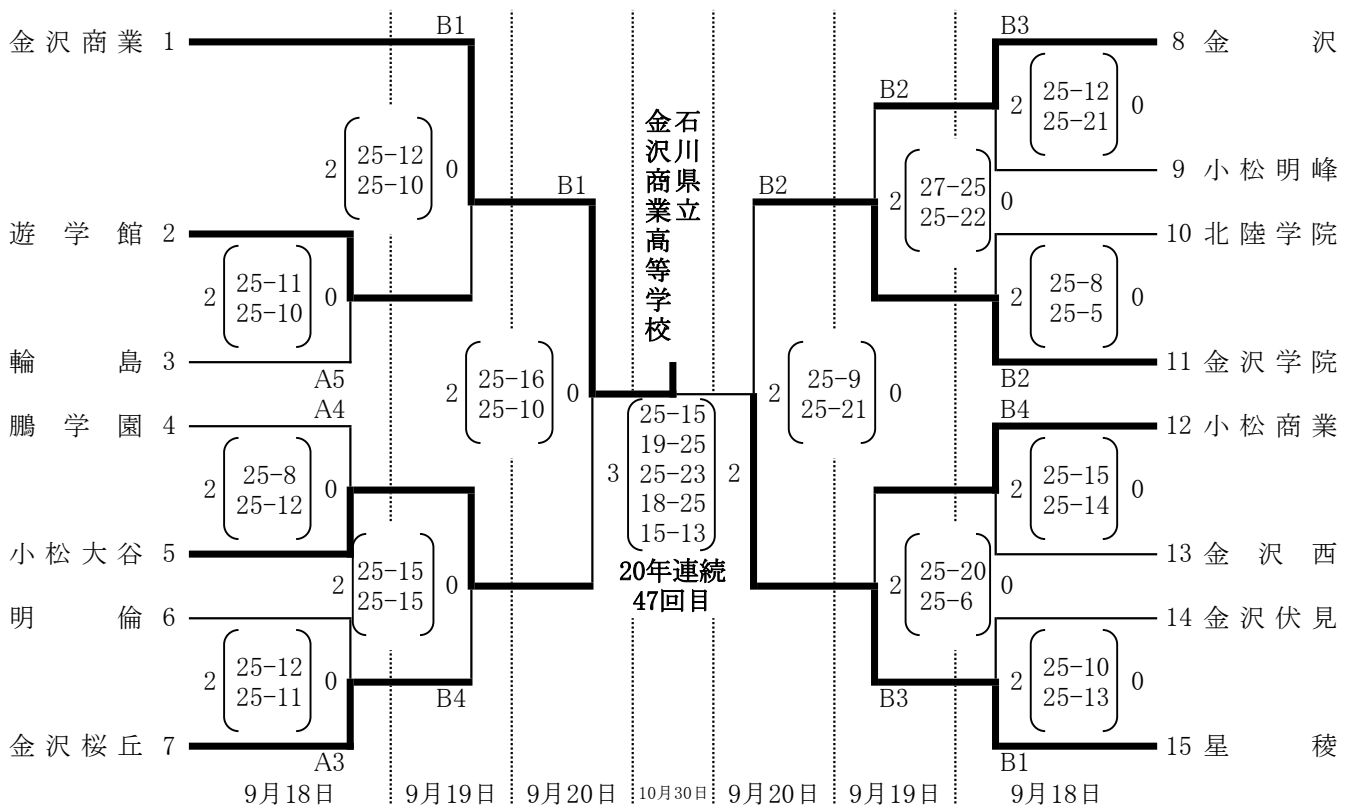 B1
B3
金沢商業 1
8 金沢
2 25-12 25-10 0
B2
2 25-12 25-21 0
石川県立
金沢商業高等学校
9 小松明峰
B1
B2
2 27-25 25-22 0
遊学館 2
10 北陸学院
2 25-11 25-10 0
2 25-8 25-5 0
輪島 3
11 金沢学院
A5
B2
2 25-16 25-10 0
2 25-9 25-21 0
A4
B4
鵬学園 4
12 小松商業
3 25-15 19-25 25-23 18-25 15-13 2
2 25-8 25-12 0
2 25-15 25-14 0
小松大谷 5
13 金沢西
20年連続
47回目
2 25-15 25-15 0
2 25-20 25-6 0
明倫 6
14 金沢伏見
2 25-12 25-11 0
2 25-10 25-13 0
B4
B3
金沢桜丘 7
15 星稜
A3
B1
9月18日 9月19日 9月20日 10月30日 9月20日 9月19日 9月18日